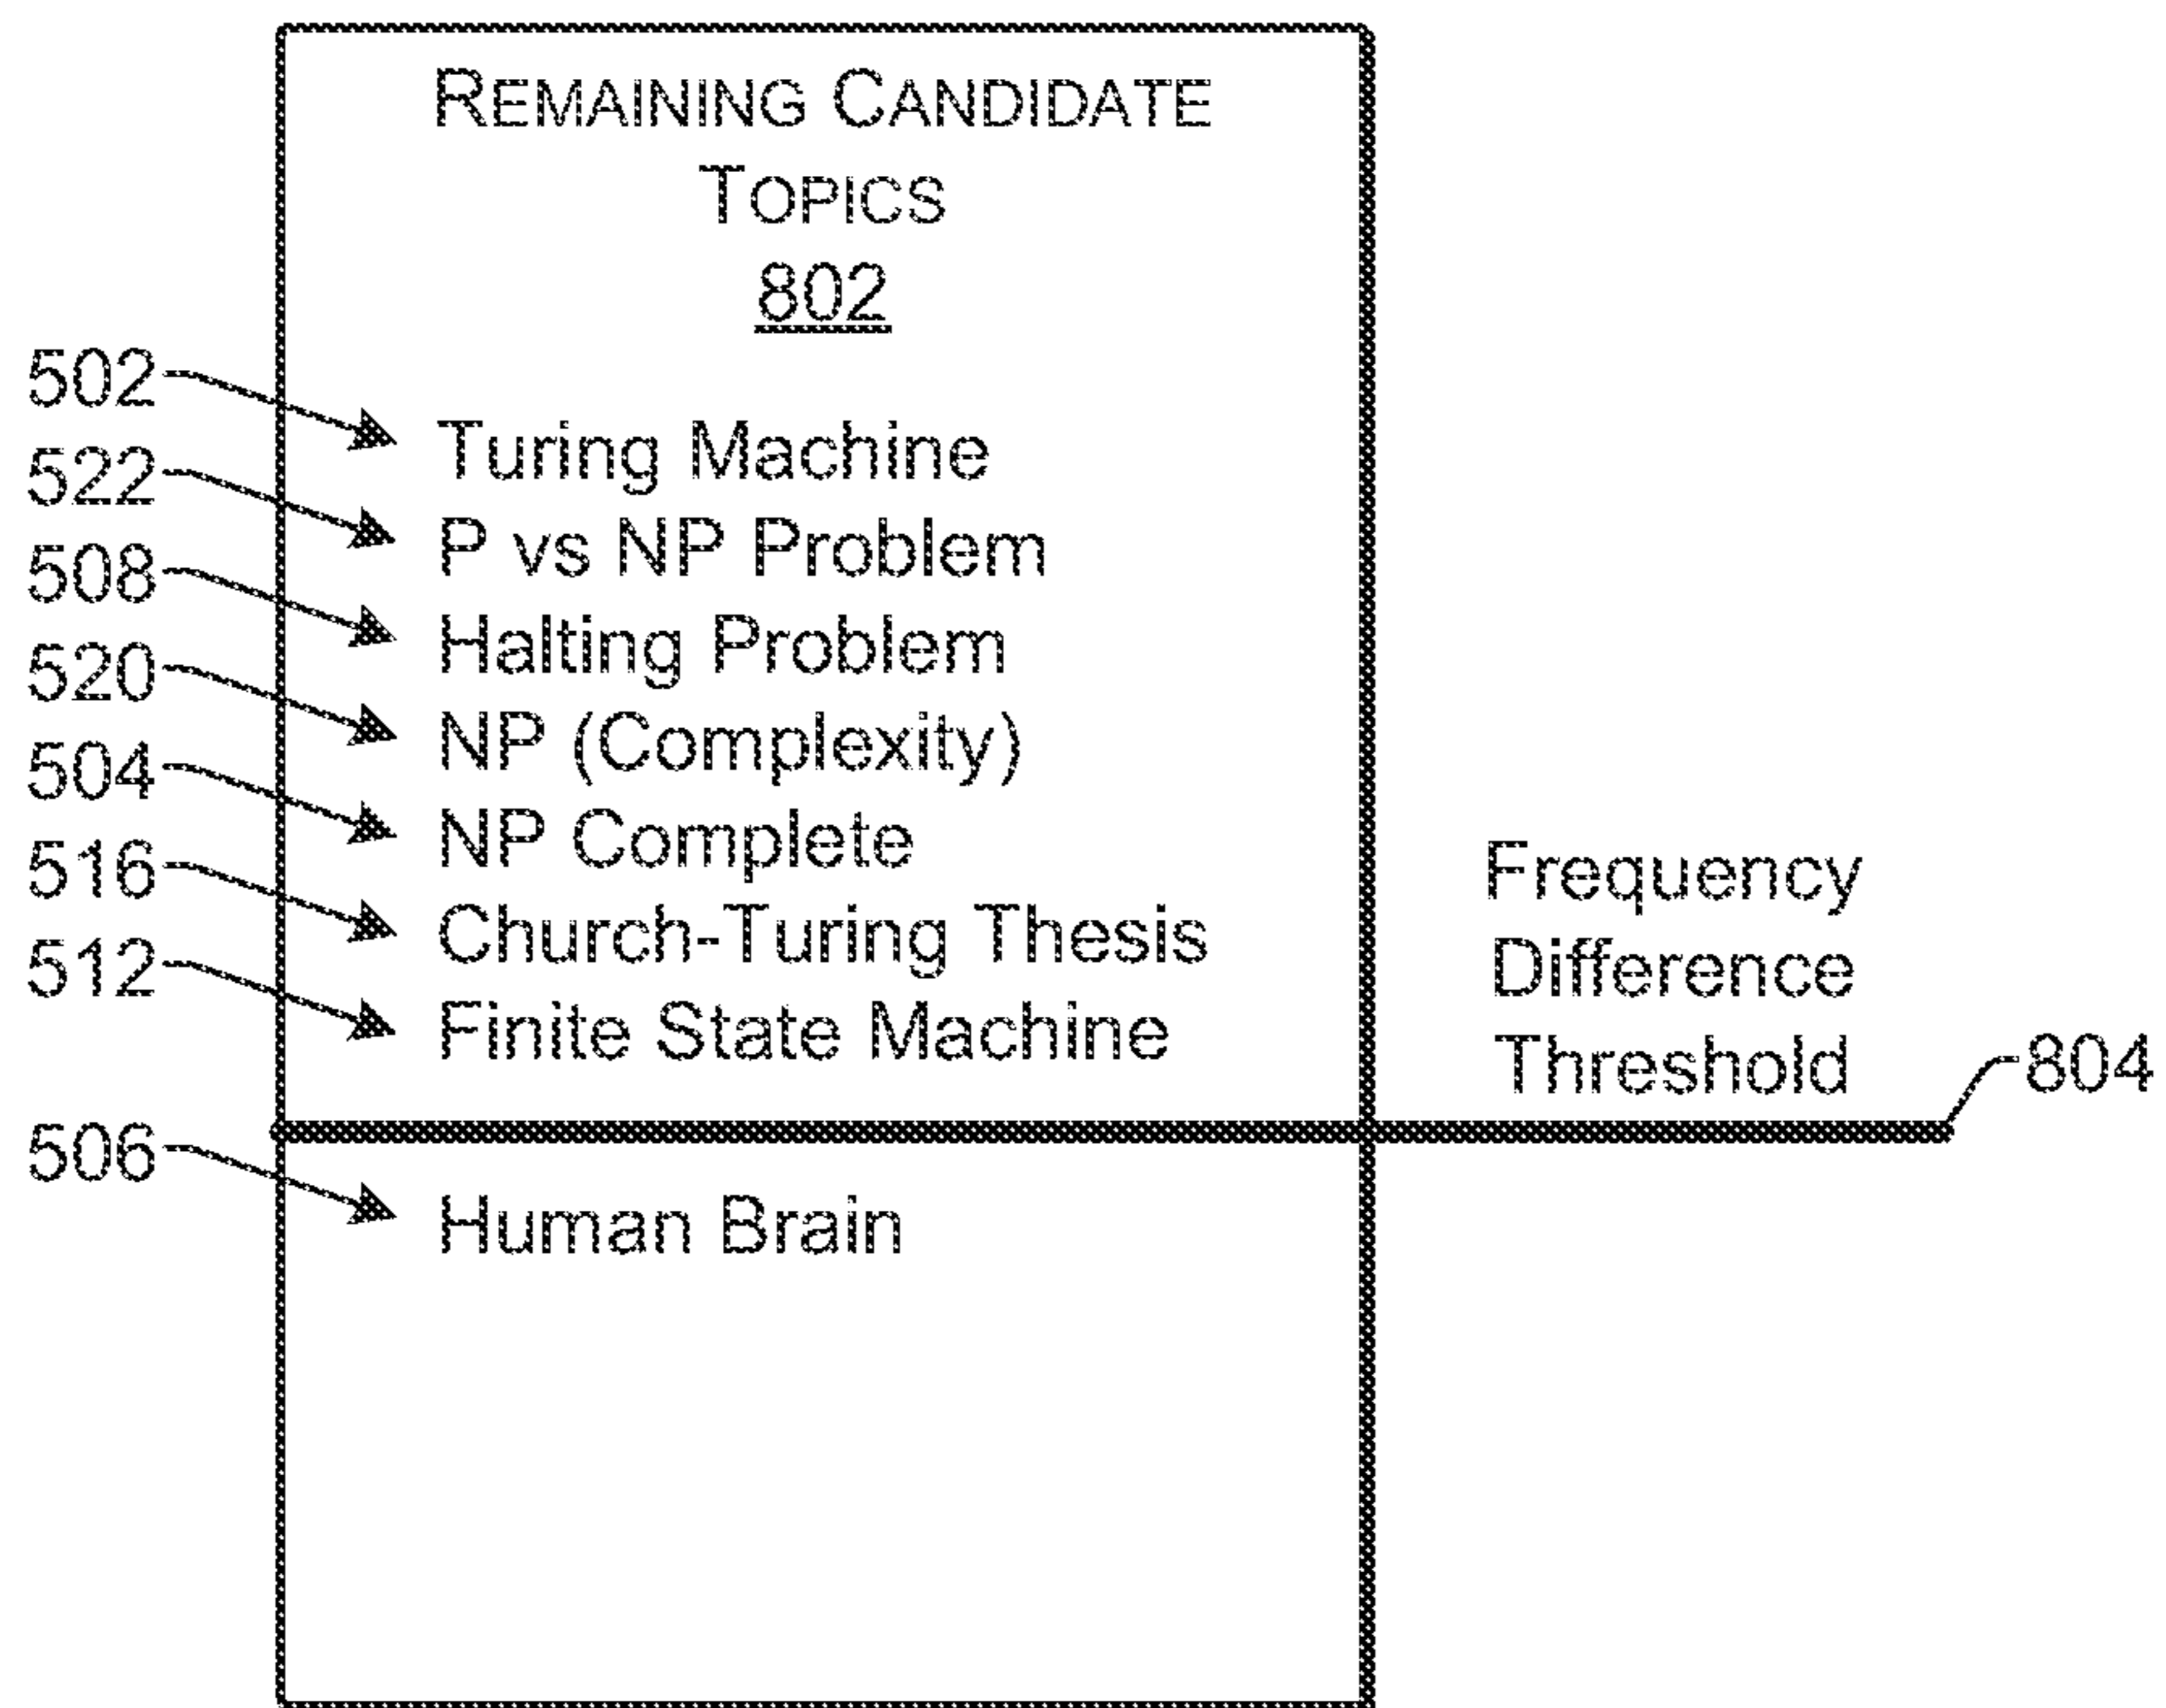 REMAINING CANDIDATE
TOPICS
802
502
Turing Machine
522
P vs NP Problem
508
Halting Problem
520
NP (Complexity)
504
NP Complete
516
Church-Turing Thesis
512
Finite State Machine
Frequency
Difference
Threshold
804
506
Human Brain